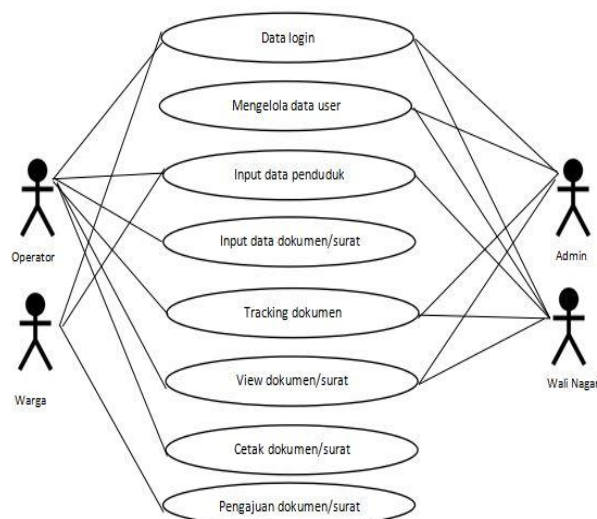 Data login
Mengelola data user
Input data penduduk
Operator
Admin
Input data dokumen/surat
Tracking dokumen
Warga
View dokumen/surat
Wali Nagari
Cetak dokumen/surat
Pengajuan dokumen/surat